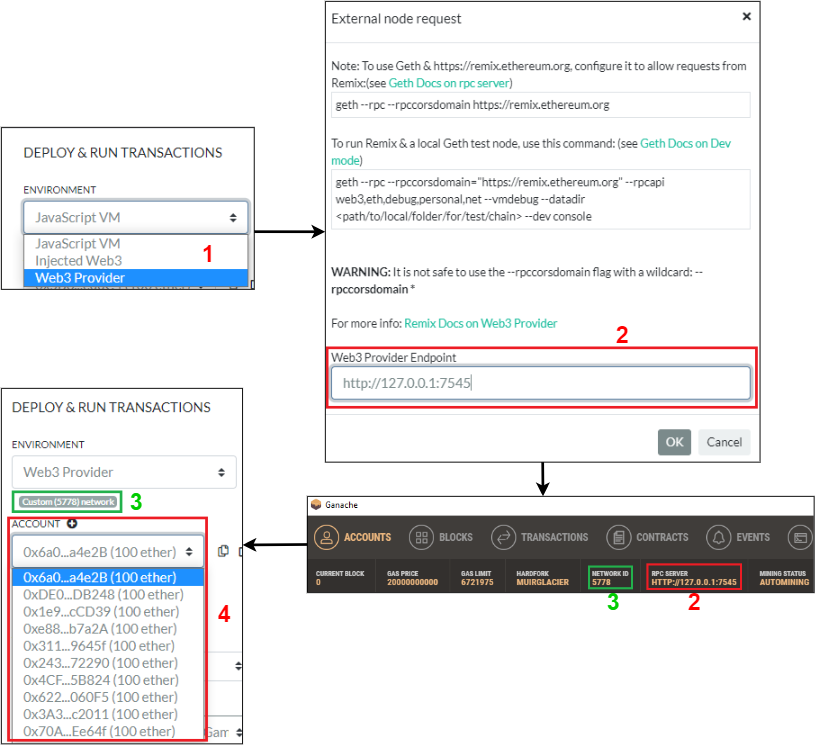 DEPLOY & RUN TRANSACTIONS
ENVIRONMENT
JavaScript VM
JavaScript VM
Injected Web3
Web3 Provider
1
External node request
×
Note: To use Geth & https://remix.ethereum.org, configure it to allow requests from
Remix:(see Geth Docs on rpc server)
geth --rpc --rpccorsdomain https://remix.ethereum.org
To run Remix & a local Geth test node, use this command: (see Geth Docs on Dev
mode)
geth --rpc --rpccorsdomain="https://remix.ethereum.org" --rpcapi
web3,eth,debug,personal,net --vmdebug --datadir
<path/to/local/folder/for/test/chain> --dev console
WARNING: It is not safe to use the --rpccorsdomain flag with a wildcard: --
rpccorsdomain *
For more info: Remix Docs on Web3 Provider
2
Web3 Provider Endpoint
http://127.0.0.1:7545
OK Cancel
Ganache
ACCOUNTS BLOCKS TRANSACTIONS CONTRACTS EVENTS
CURRENT BLOCK GAS PRICE GAS LIMIT HARDFORK NETWORK ID RPC SERVER MINING STATUS
0 20000000000 6721975 MUIRGLACIER 5778 HTTP://127.0.0.1:7545 AUTOMINING
3 2
DEPLOY & RUN TRANSACTIONS
ENVIRONMENT
Web3 Provider
Custom (5778) network 3
ACCOUNT
0x6a0...a4e2B (100 ether)
0x6a0...a4e2B (100 ether)
0xDE0...DB248 (100 ether)
0x1e9...cCD39 (100 ether)
0xe88...b7a2A (100 ether)
0x311...9645f (100 ether)
0x243...72290 (100 ether)
0x4CF...5B824 (100 ether)
0x622...060F5 (100 ether)
0x3A3...c2011 (100 ether)
0x70A...Ee64f (100 ether)
4